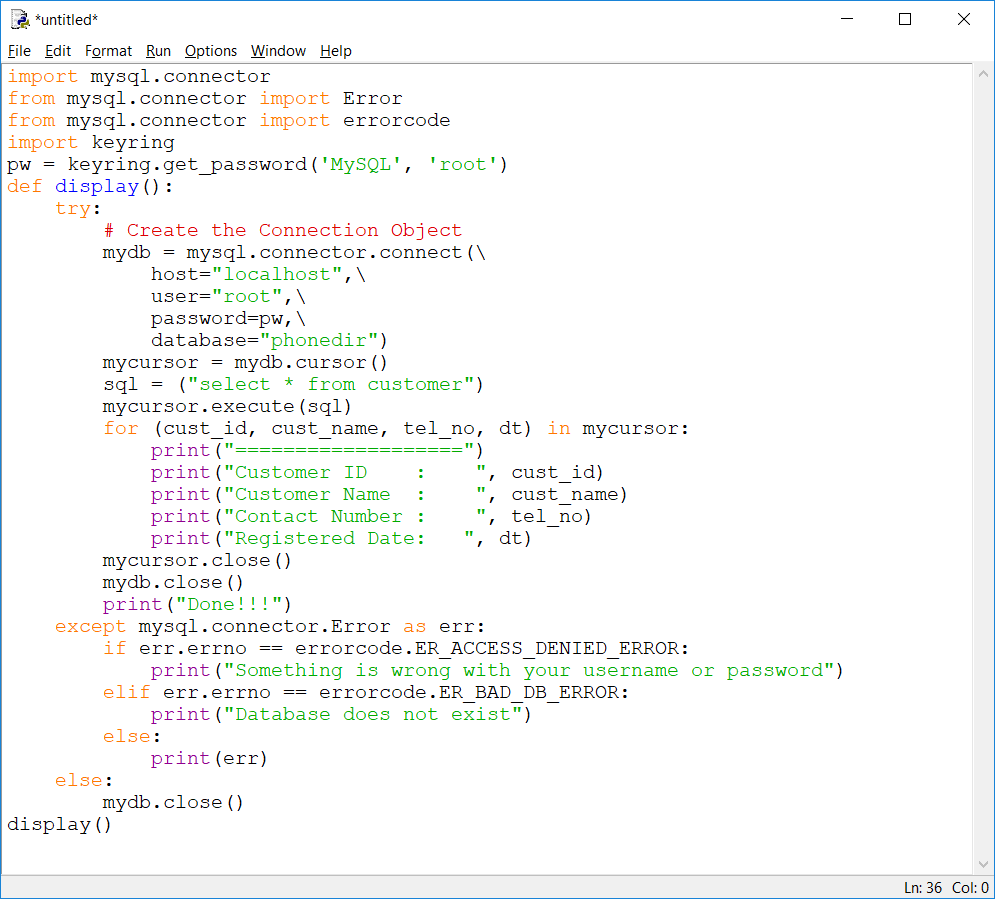 *untitled*
File Edit Format Run Options Window Help
import mysql.connector
from mysql.connector import Error
from mysql.connector import errorcode
import keyring
pw = keyring.get_password('MySQL', 'root')
def display():
    try:
        # Create the Connection Object
        mydb = mysql.connector.connect(\
            host="localhost",\
            user="root",\
            password=pw,\
            database="phonedir")
        mycursor = mydb.cursor()
        sql = ("select * from customer")
        mycursor.execute(sql)
        for (cust_id, cust_name, tel_no, dt) in mycursor:
            print("===================")
            print("Customer ID    :    ", cust_id)
            print("Customer Name  :    ", cust_name)
            print("Contact Number :    ", tel_no)
            print("Registered Date:   ", dt)
        mycursor.close()
        mydb.close()
        print("Done!!!")
    except mysql.connector.Error as err:
        if err.errno == errorcode.ER_ACCESS_DENIED_ERROR:
            print("Something is wrong with your username or password")
        elif err.errno == errorcode.ER_BAD_DB_ERROR:
            print("Database does not exist")
        else:
            print(err)
    else:
        mydb.close()
display()
Ln: 36 Col: 0